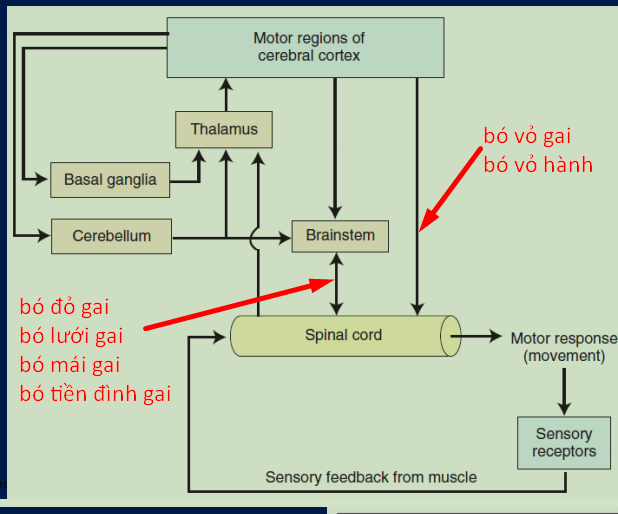 Motor regions of
cerebral cortex
Thalamus
bó vỏ gai
bó vỏ hành
Basal ganglia
Cerebellum
Brainstem
bó đỏ gai
bó lưới gai
bó mái gai
bó tiền đình gai
Spinal cord
Motor response
(movement)
Sensory
receptors
Sensory feedback from muscle